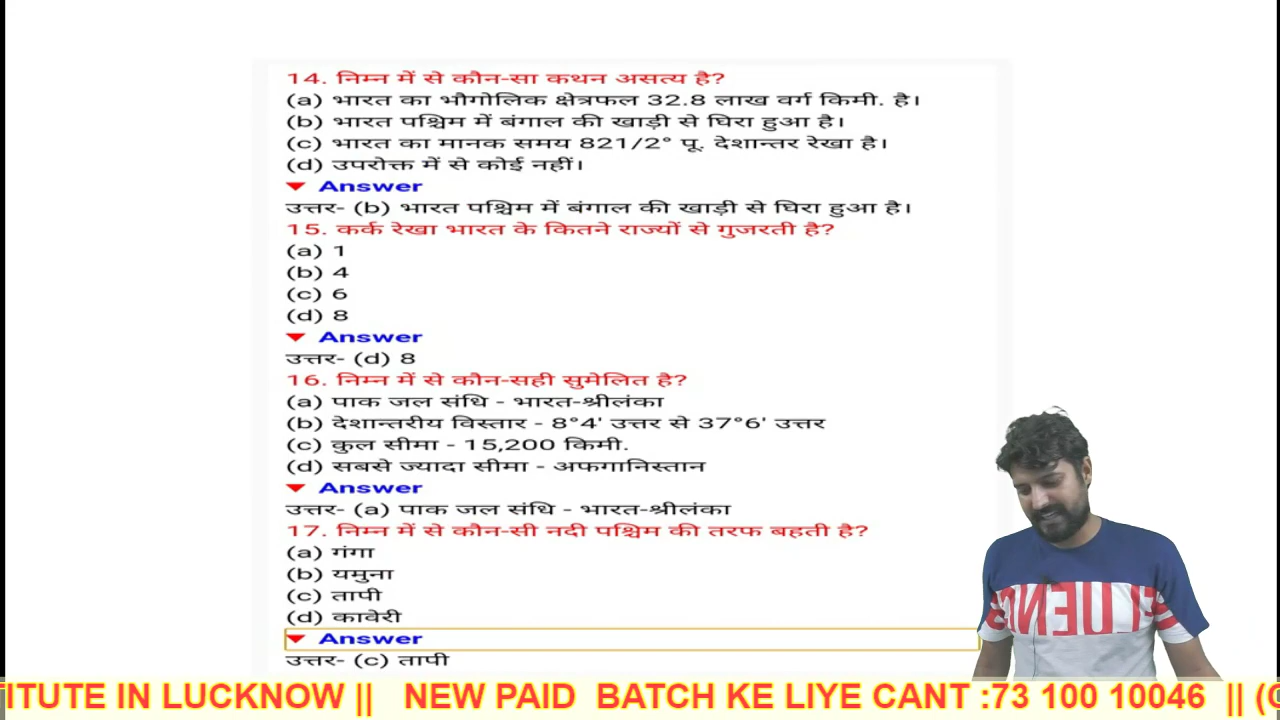 14. निम्न में से कौन-सा कथन असत्य है?
(a) भारत का भौगोलिक क्षेत्रफल 32.8 लाख वर्ग किमी. है।
(b) भारत पश्चिम में बंगाल की खाड़ी से घिरा हुआ है।
(c) भारत का मानक समय 821/2° पू. देशान्तर रेखा है।
(d) उपरोक्त में से कोई नहीं।
Answer
उत्तर- (b) भारत पश्चिम में बंगाल की खाड़ी से घिरा हुआ है।
15. कर्क रेखा भारत के कितने राज्यों से गुजरती है?
(a) 1
(b) 4
(c) 6
(d) 8
Answer
उत्तर- (d) 8
16. निम्न में से कौन-सही सुमेलित है?
(a) पाक जल संधि - भारत-श्रीलंका
(b) देशान्तरीय विस्तार - 8°4' उत्तर से 37°6' उत्तर
(c) कुल सीमा - 15,200 किमी.
(d) सबसे ज्यादा सीमा - अफगानिस्तान
Answer
उत्तर- (a) पाक जल संधि - भारत-श्रीलंका
17. निम्न में से कौन-सी नदी पश्चिम की तरफ बहती है?
(a) गंगा
(b) यमुना
(c) तापी
(d) कावेरी
Answer
उत्तर- (c) तापी
ITUTE IN LUCKNOW || NEW PAID BATCH KE LIYE CANT :73 100 10046 || (